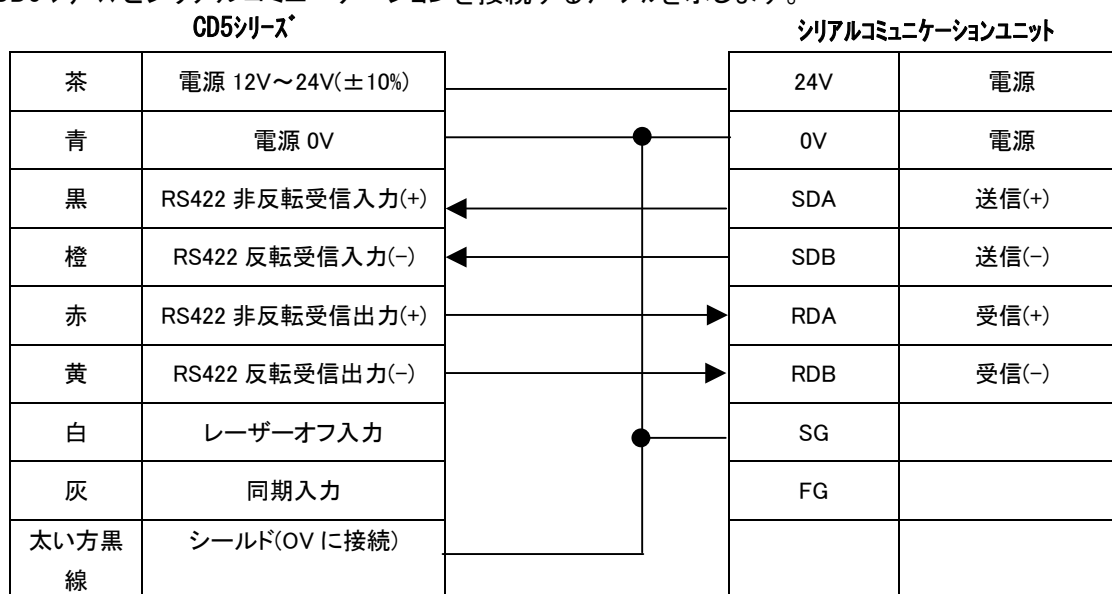 CD5シリーズ
シリアルコミュニケーションユニット
茶 電源 12V～24V(±10%) 24V 電源
青 電源 0V 0V 電源
黒 RS422 非反転受信入力(+) SDA 送信(+)
橙 RS422 反転受信入力(-) SDB 送信(-)
赤 RS422 非反転受信出力(+) RDA 受信(+)
黄 RS422 反転受信出力(-) RDB 受信(-)
白 レーザーオフ入力 SG
灰 同期入力 FG
太い方黒 シールド(0V に接続)
線